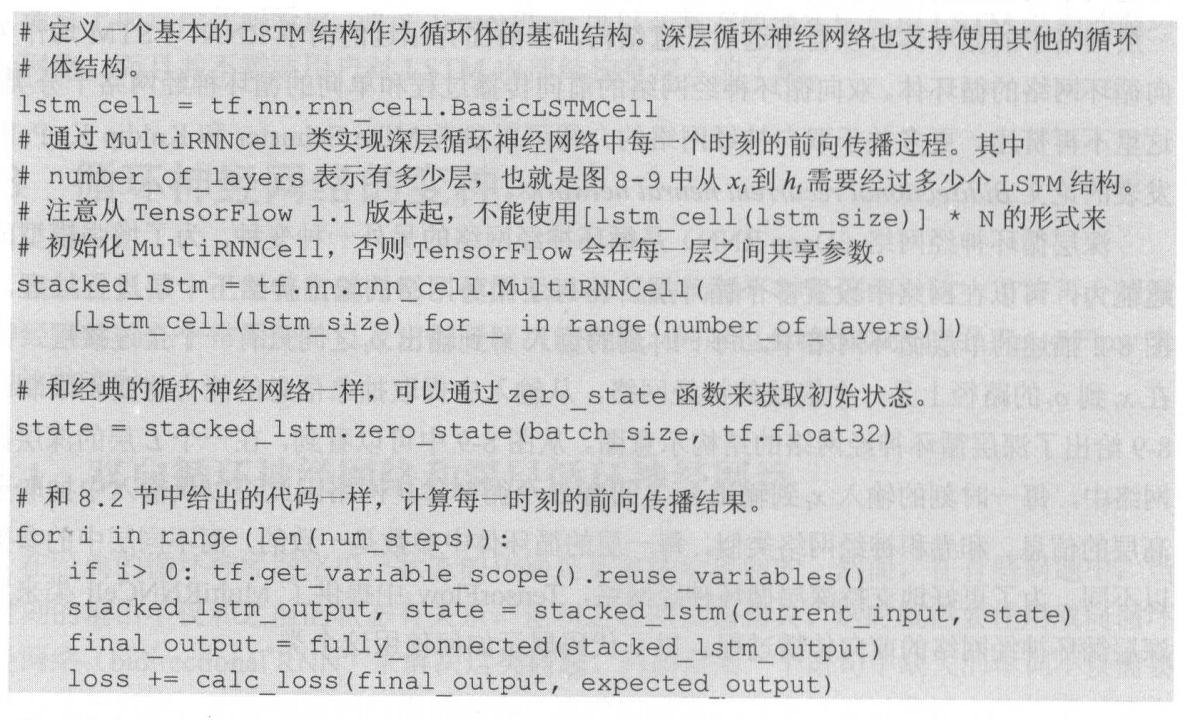 # 定义一个基本的 LSTM 结构作为循环体的基础结构。深层循环神经网络也支持使用其他的循环
# 体结构。
lstm_cell = tf.nn.rnn_cell.BasicLSTMCell
# 通过 MultiRNNCell 类实现深层循环神经网络中每一个时刻的前向传播过程。其中
# number_of_layers 表示有多少层，也就是图 8-9 中从 xₜ到 hₜ需要经过多少个 LSTM 结构。
# 注意从 TensorFlow 1.1 版本起，不能使用[lstm_cell(lstm_size)] * N 的形式来
# 初始化 MultiRNNCell，否则 TensorFlow 会在每一层之间共享参数。
stacked_lstm = tf.nn.rnn_cell.MultiRNNCell(
[lstm_cell(lstm_size) for _ in range(number_of_layers)])
# 和经典的循环神经网络一样，可以通过 zero_state 函数来获取初始状态。
state = stacked_lstm.zero_state(batch_size, tf.float32)
# 和 8.2 节中给出的代码一样，计算每一时刻的前向传播结果。
for i in range(len(num_steps)):
if i> 0: tf.get_variable_scope().reuse_variables()
stacked_lstm_output, state = stacked_lstm(current_input, state)
final_output = fully_connected(stacked_lstm_output)
loss += calc_loss(final_output, expected_output)